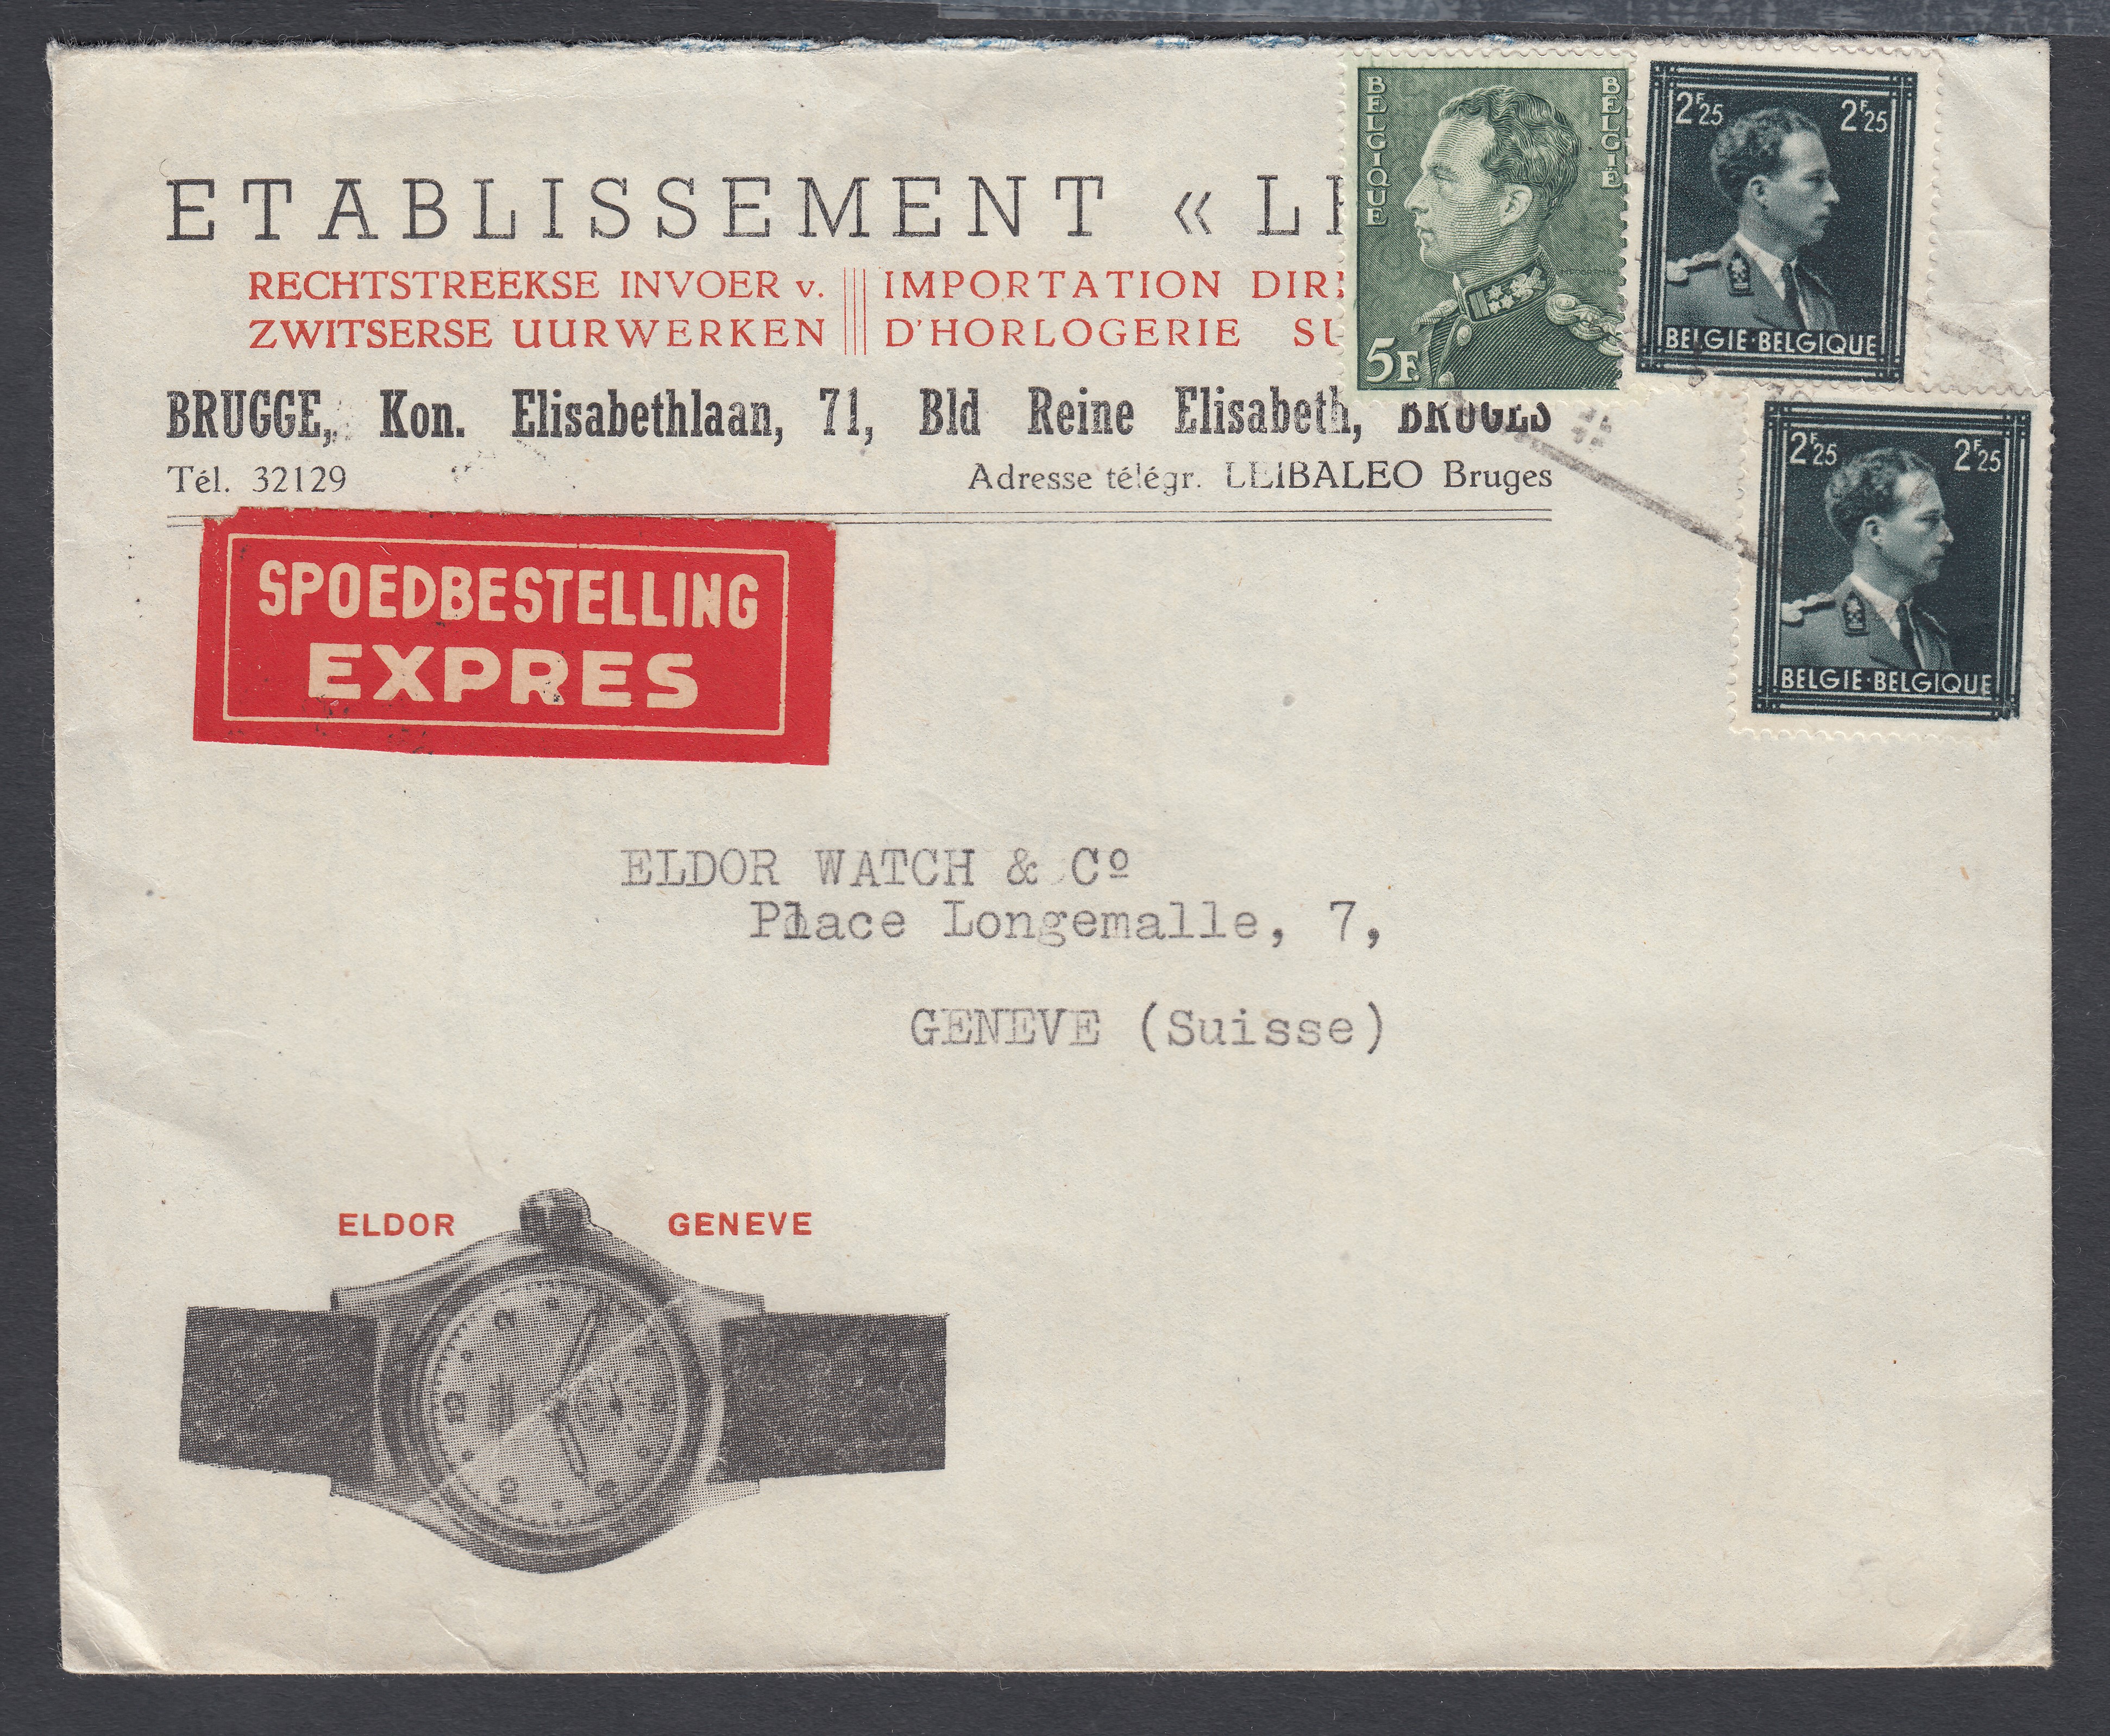 ETABLISSEMENT « LE
RECHTSTREEKSE INVOER v.
ZWITSERSE UURWERKEN
IMPORTATION DIR
D'HORLOGERIE SU
BRUGGE, Kon. Elisabethlaan, 71, Bld Reine Elisabeth, BRUGES
Tél. 32129
Adresse télégr. LEIBALEO Bruges
BELGIQUE
BELGIË
5F.
2F25 2F25
BELGIE·BELGIQUE
2F25 2F25
BELGIE·BELGIQUE
SPOEDBESTELLING
EXPRES
ELDOR WATCH & Cº
Place Longemalle, 7,
GENEVE (Suisse)
ELDOR GENEVE